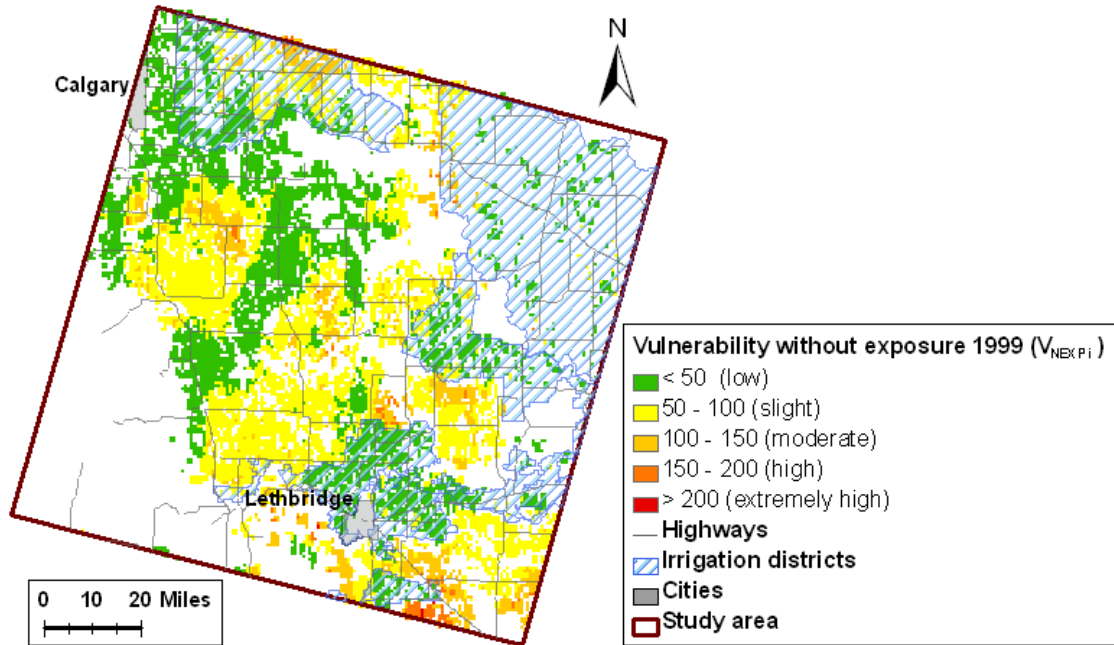 N
Calgary
Lethbridge
0 10 20 Miles
Vulnerability without exposure 1999 (V NEXP i )
< 50 (low)
50 - 100 (slight)
100 - 150 (moderate)
150 - 200 (high)
> 200 (extremely high)
Highways
Irrigation districts
Cities
Study area